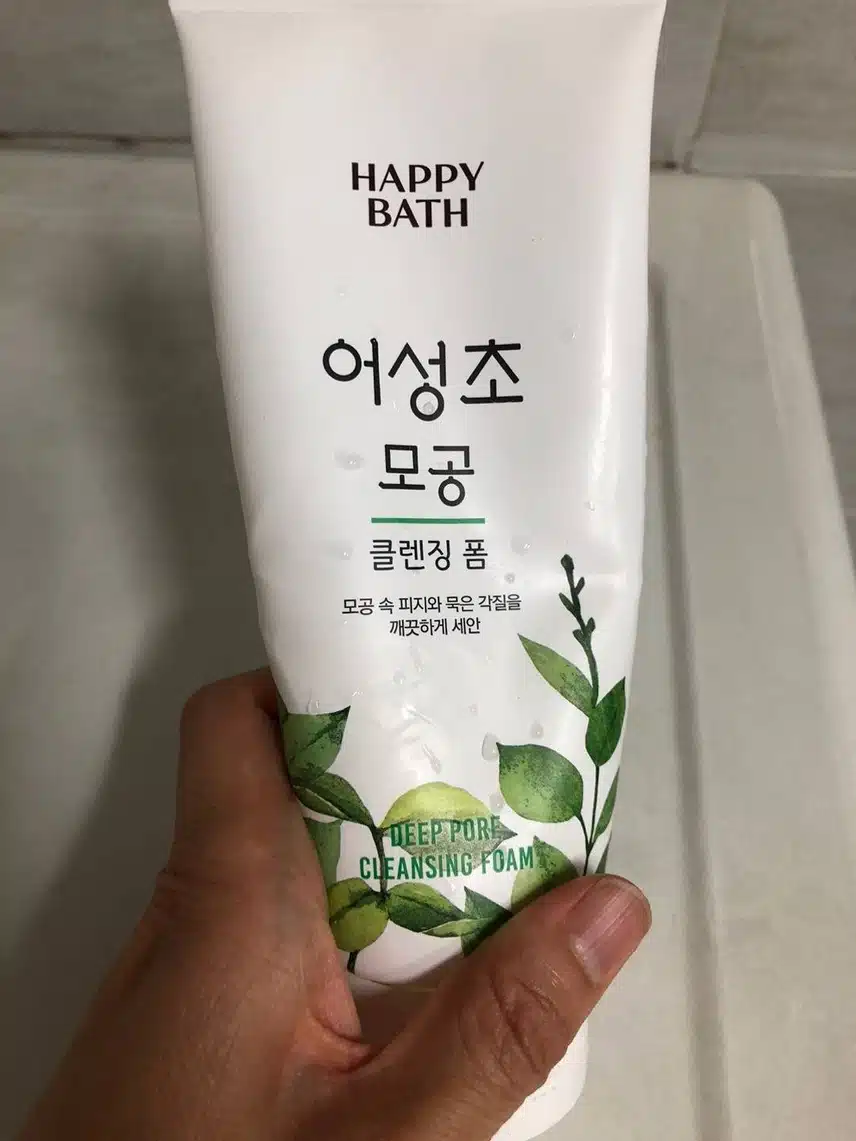 HAPPY
BATH
어성초
모공
클렌징 폼
모공 속 피지와 묵은 각질을
깨끗하게 세안
DEEP PORE
CLEANSING FOAM